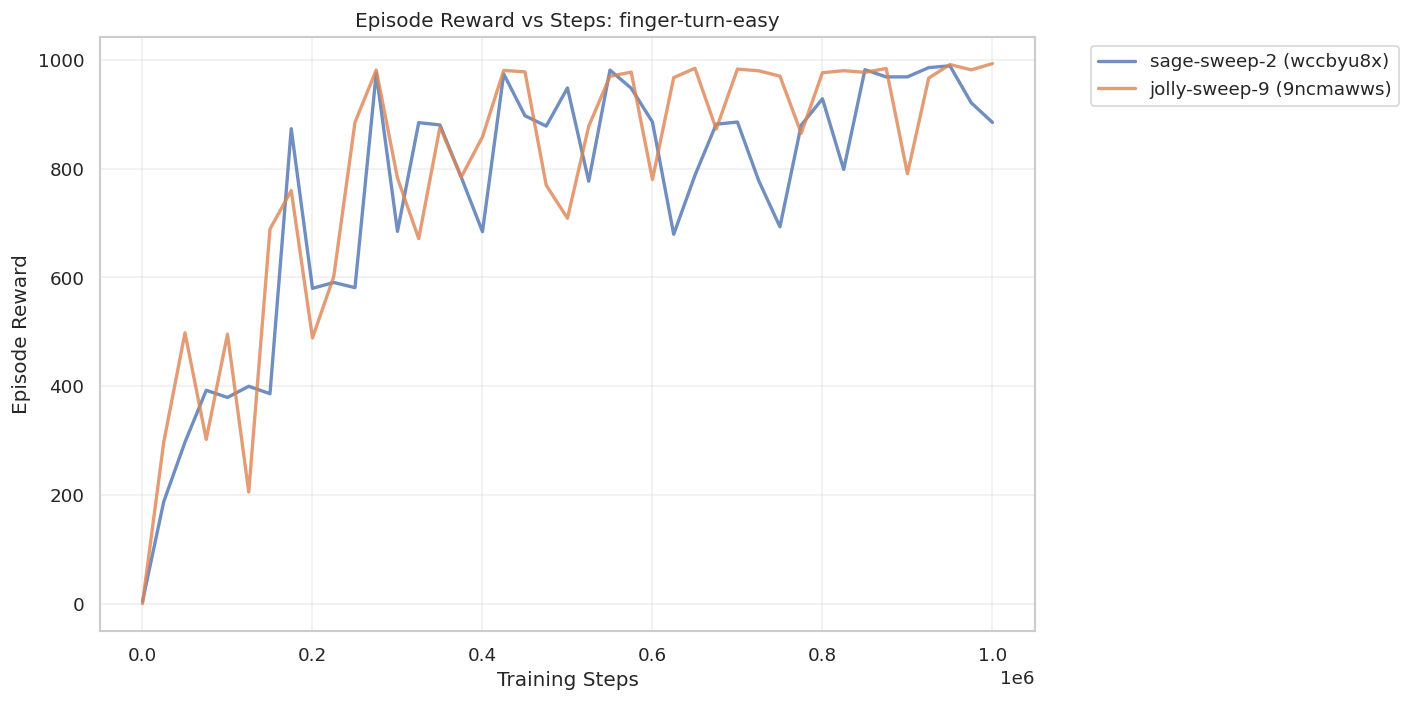 Episode Reward vs Steps: finger-turn-easy
sage-sweep-2 (wccbyu8x)
jolly-sweep-9 (9ncmawws)
Episode Reward
1000
800
600
400
200
0
0.0
0.2
0.4
0.6
0.8
1.0
1e6
Training Steps